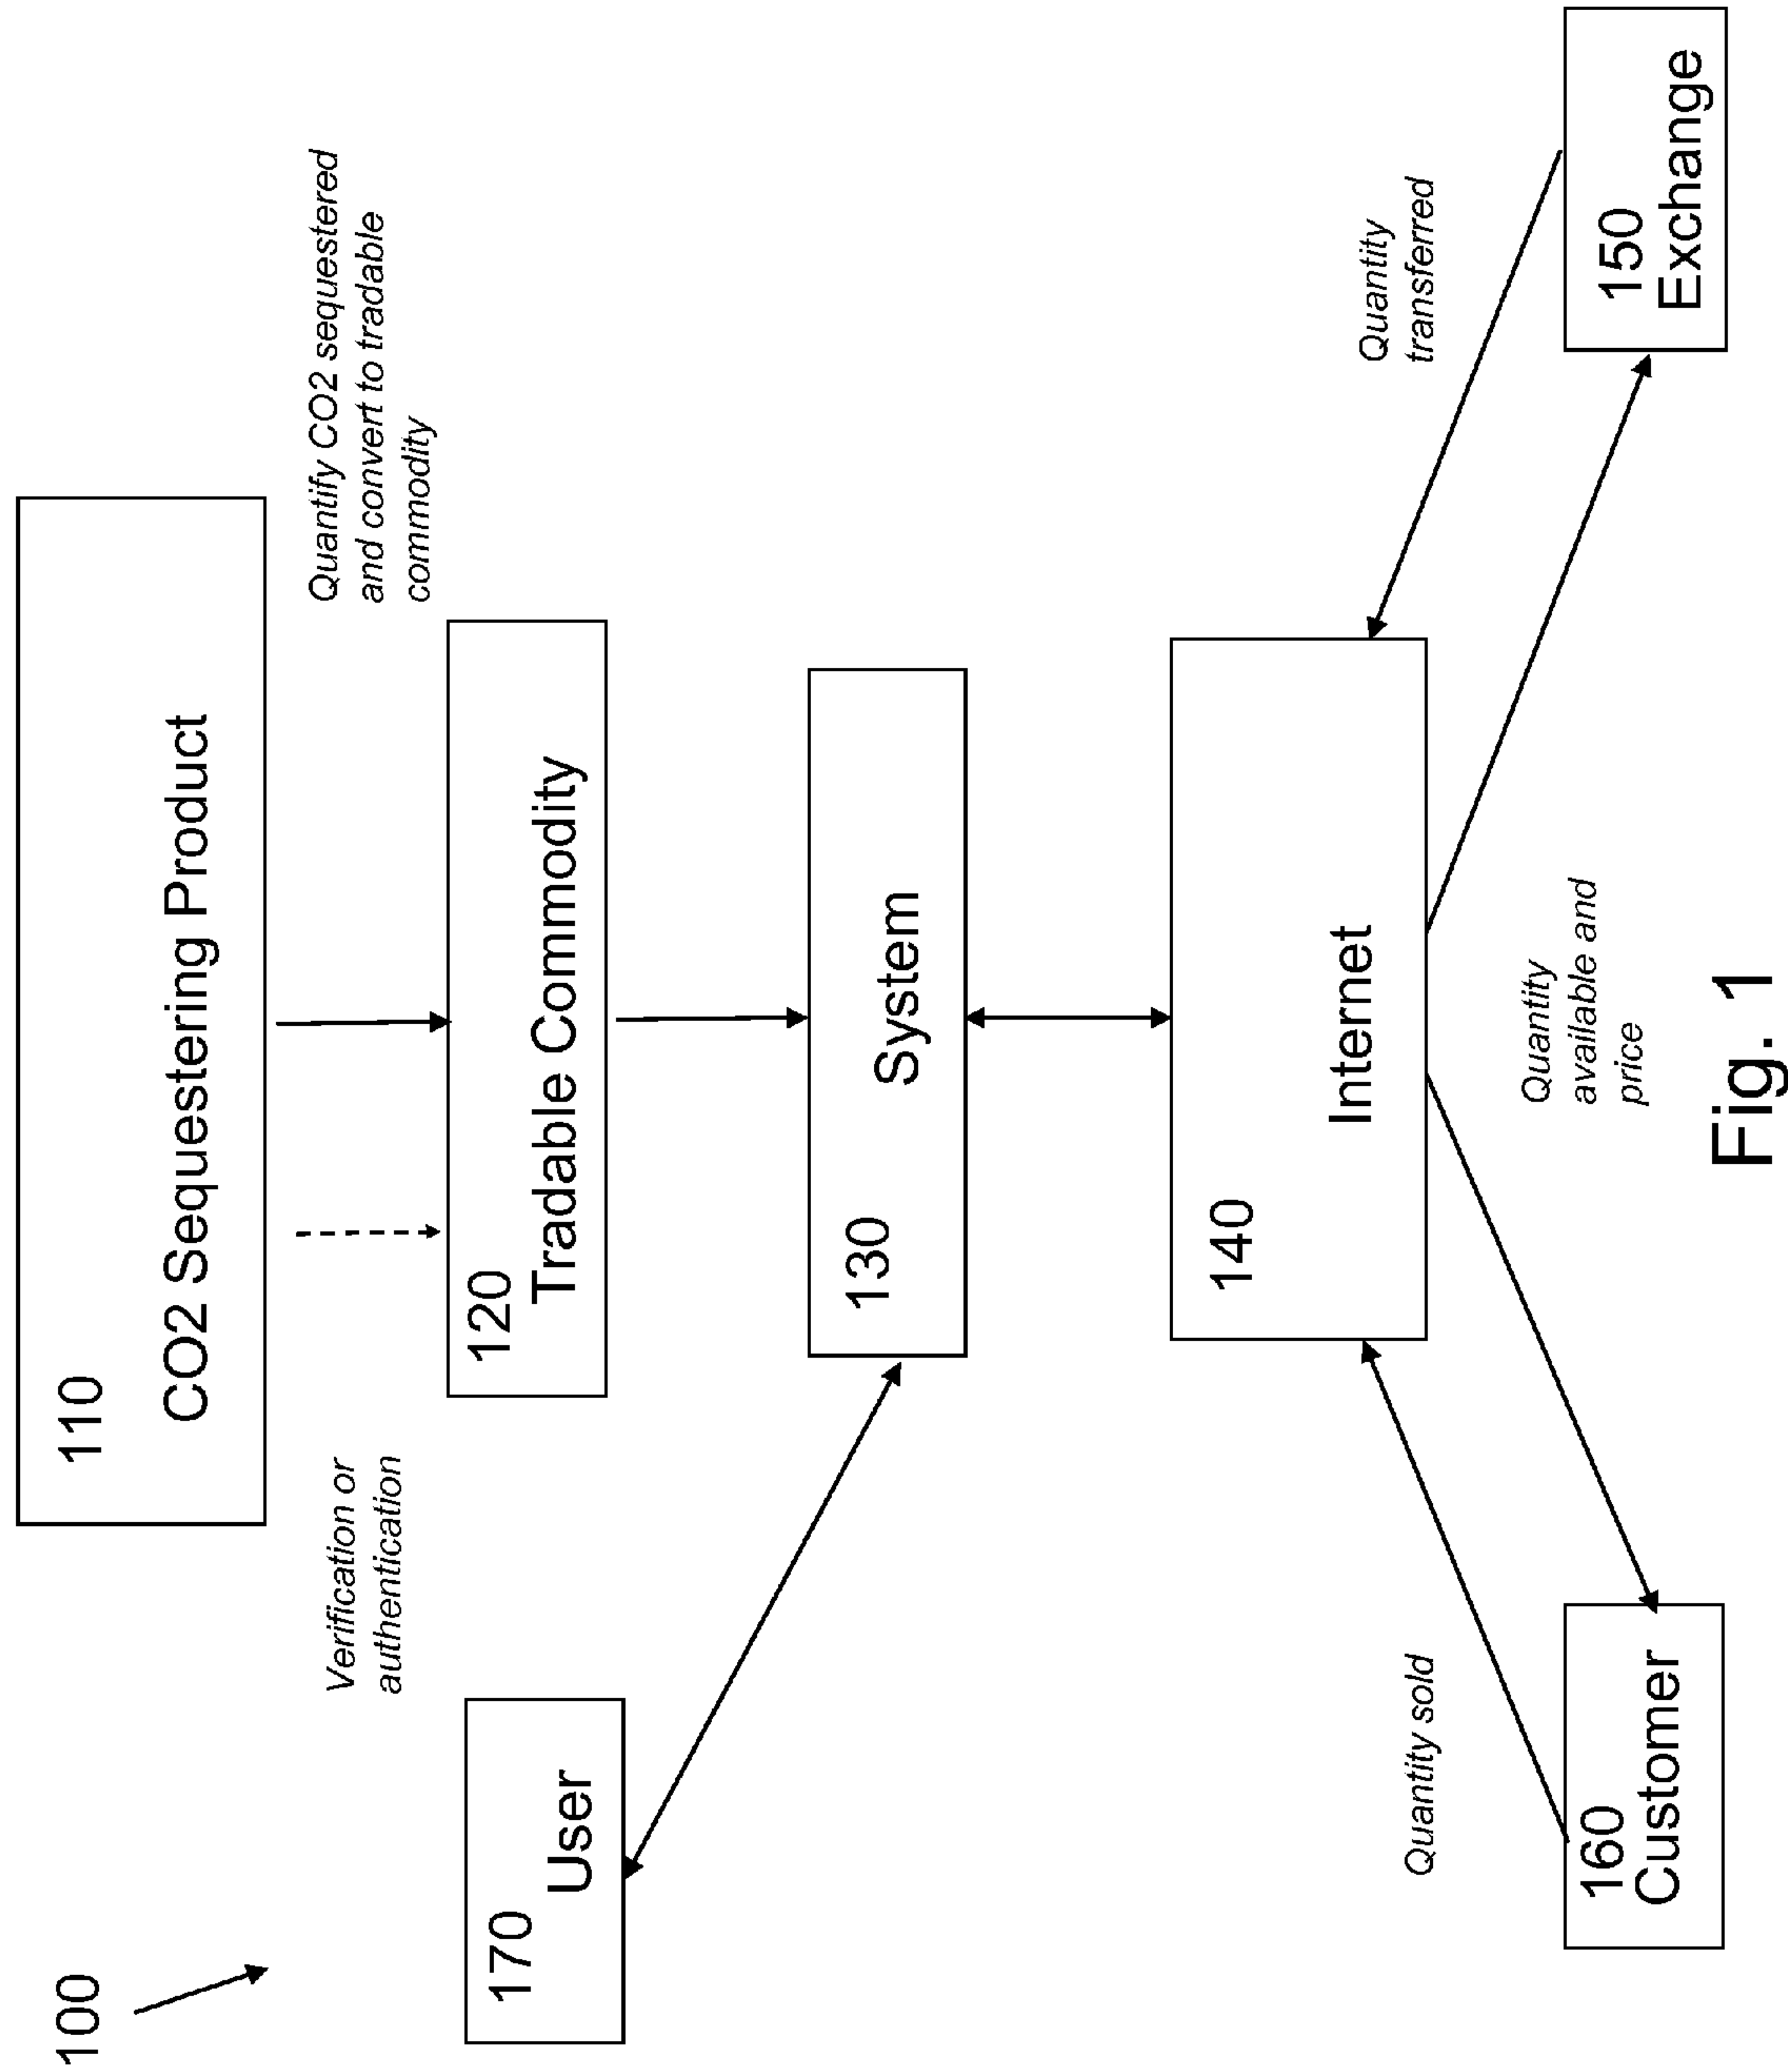 100
110
CO2 Sequestering Product
Verification or
authentication
Quantify CO2 sequestered
and convert to tradable
commodity
170
User
120
Tradable Commodity
130
System
140
Internet
Quantity sold
Quantity
transferred
Quantity
available and
price
160
Customer
150
Exchange
Fig. 1